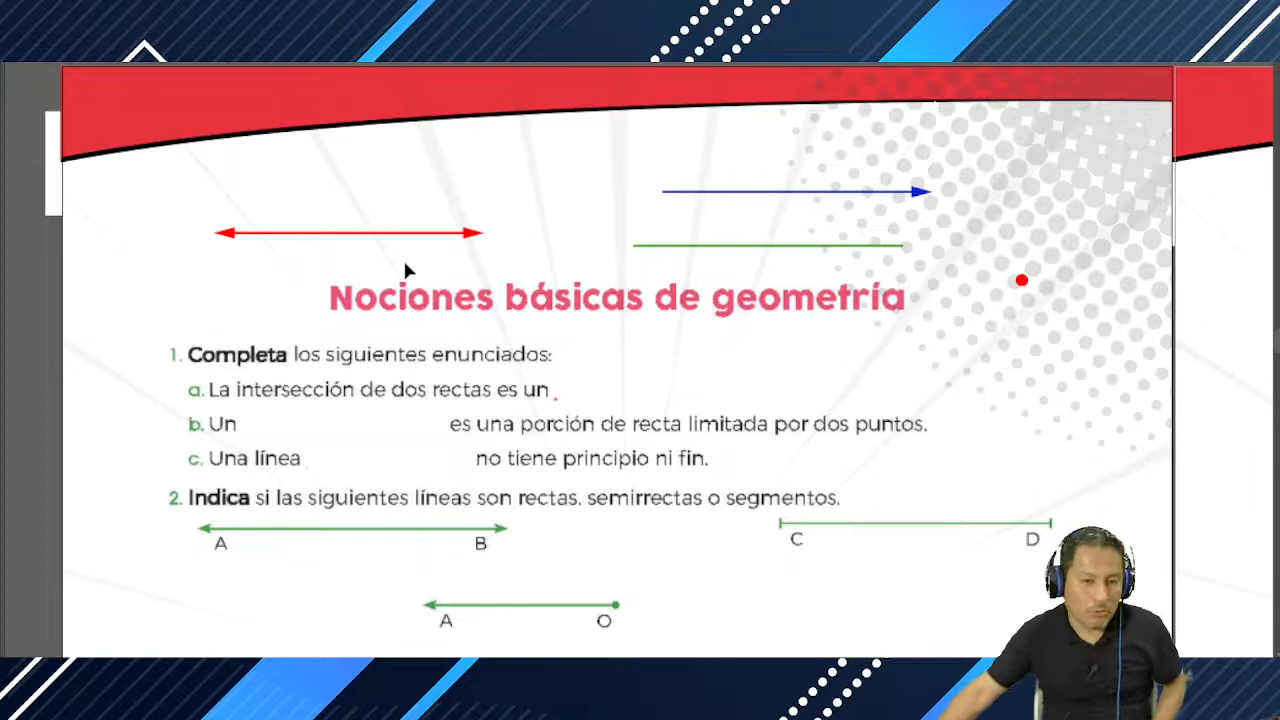 Nociones básicas de geometría
1. Completa los siguientes enunciados:
a. La intersección de dos rectas es un .
b. Un es una porción de recta limitada por dos puntos.
c. Una línea no tiene principio ni fin.
2. Indica si las siguientes líneas son rectas, semirrectas o segmentos.
A B C D
A O